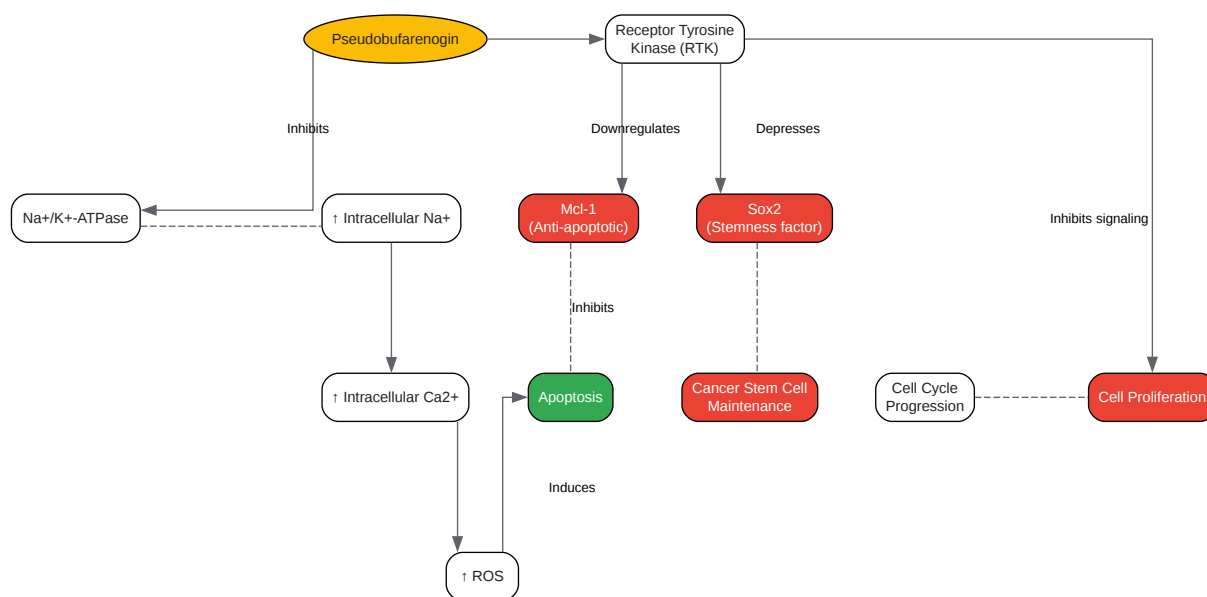 Pseudobufarenogin
Receptor Tyrosine
Kinase (RTK)
Inhibits
Downregulates
Depresses
Na+/K+-ATPase
↑ Intracellular Na+
Mcl-1
(Anti-apoptotic)
Sox2
(Stemness factor)
Inhibits signaling
Inhibits
↑ Intracellular Ca2+
Apoptosis
Cancer Stem Cell
Maintenance
Cell Cycle
Progression
Cell Proliferation
Induces
↑ ROS